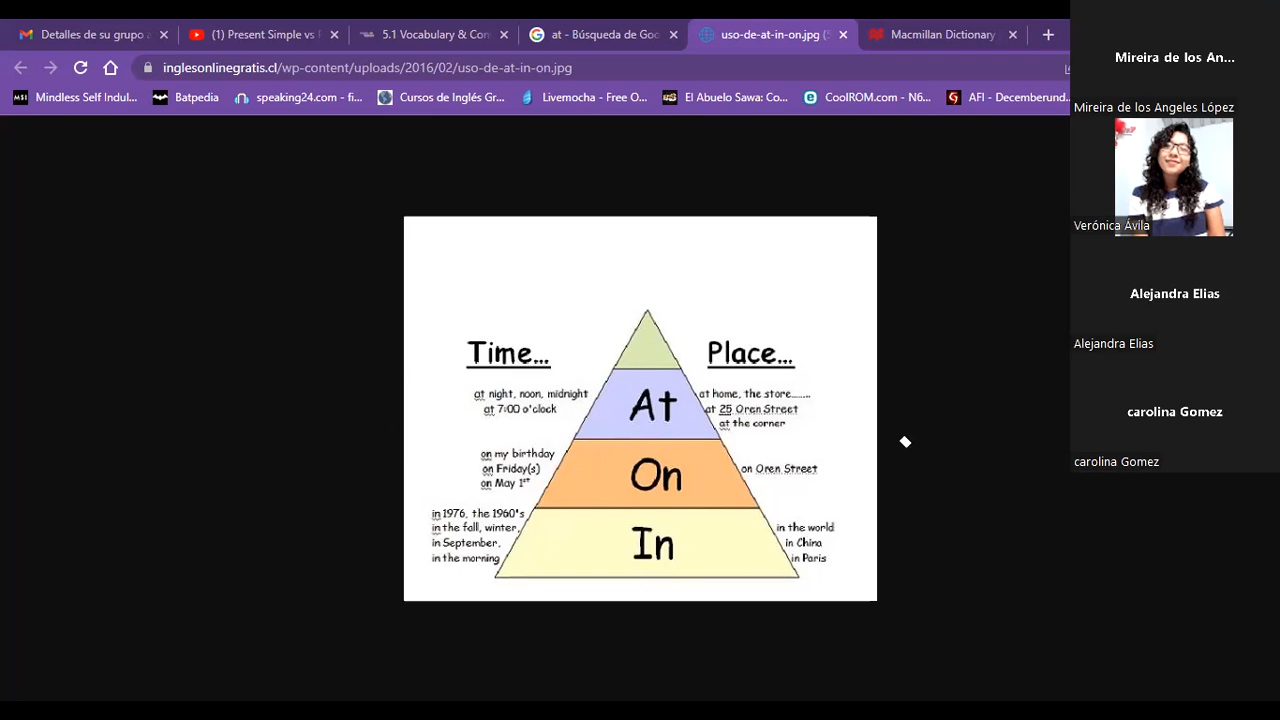 Detalles de su grupo a
(1) Present Simple vs P
5.1 Vocabulary & Con
at - Búsqueda de Goo
uso-de-at-in-on.jpg (5
Macmillan Dictionary
inglesonlinegratis.cl/wp-content/uploads/2016/02/uso-de-at-in-on.jpg
Mindless Self Indul...
Batpedia
speaking24.com - fi...
Cursos de Inglés Gr...
Livemocha - Free O...
El Abuelo Sawa: Co...
CoolROM.com - N6...
AFI - Decemberund...
Time...
at night, noon, midnight
at 7:00 o'clock
on my birthday
on Friday(s)
on May 1st
in 1976, the 1960's
in the fall, winter,
in September,
in the morning
At
On
In
Place...
at home, the store.......
at 25 Oren Street
at the corner
on Oren Street
in the world
in China
in Paris
Mireira de los An...
Mireira de los Angeles López
Verónica Ávila
Alejandra Elias
Alejandra Elias
carolina Gomez
carolina Gomez